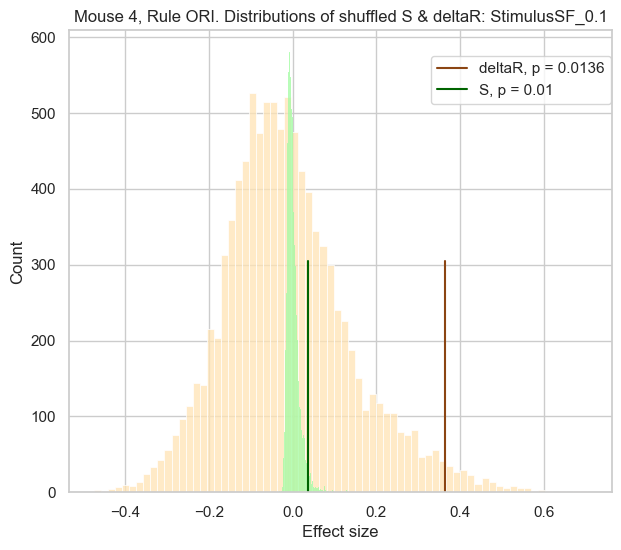 Mouse 4, Rule ORI. Distributions of shuffled S & deltaR: StimulusSF_0.1
600
deltaR, p = 0.0136
S, p = 0.01
500
400
300
200
100
0
Count
−0.4 −0.2 0.0 0.2 0.4 0.6
Effect size